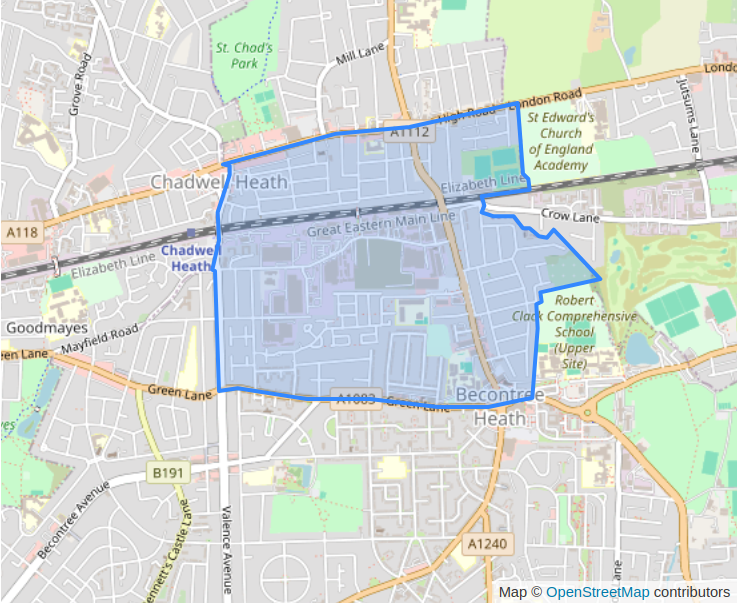 St. Chad's
Park
Mill Lane
Grove Road
London
High Road
London Road
A1112
Jutsums Lane
St Edward's
Church
of England
Academy
Chadwell Heath
Elizabeth Line
Great Eastern Main Line
Crow Lane
A118
Chadwell
Heath
Elizabeth Line
Robert
Clack Comprehensive
School
(Upper
Site)
Goodmayes
Mayfield Road
een Lane
Green Lane
A1083
Green Lane
Becontree
Heath
B191
Becontree Avenue
Valence Avenue
ennett's Castle Lane
A1240
Lane
Map © OpenStreetMap contributors